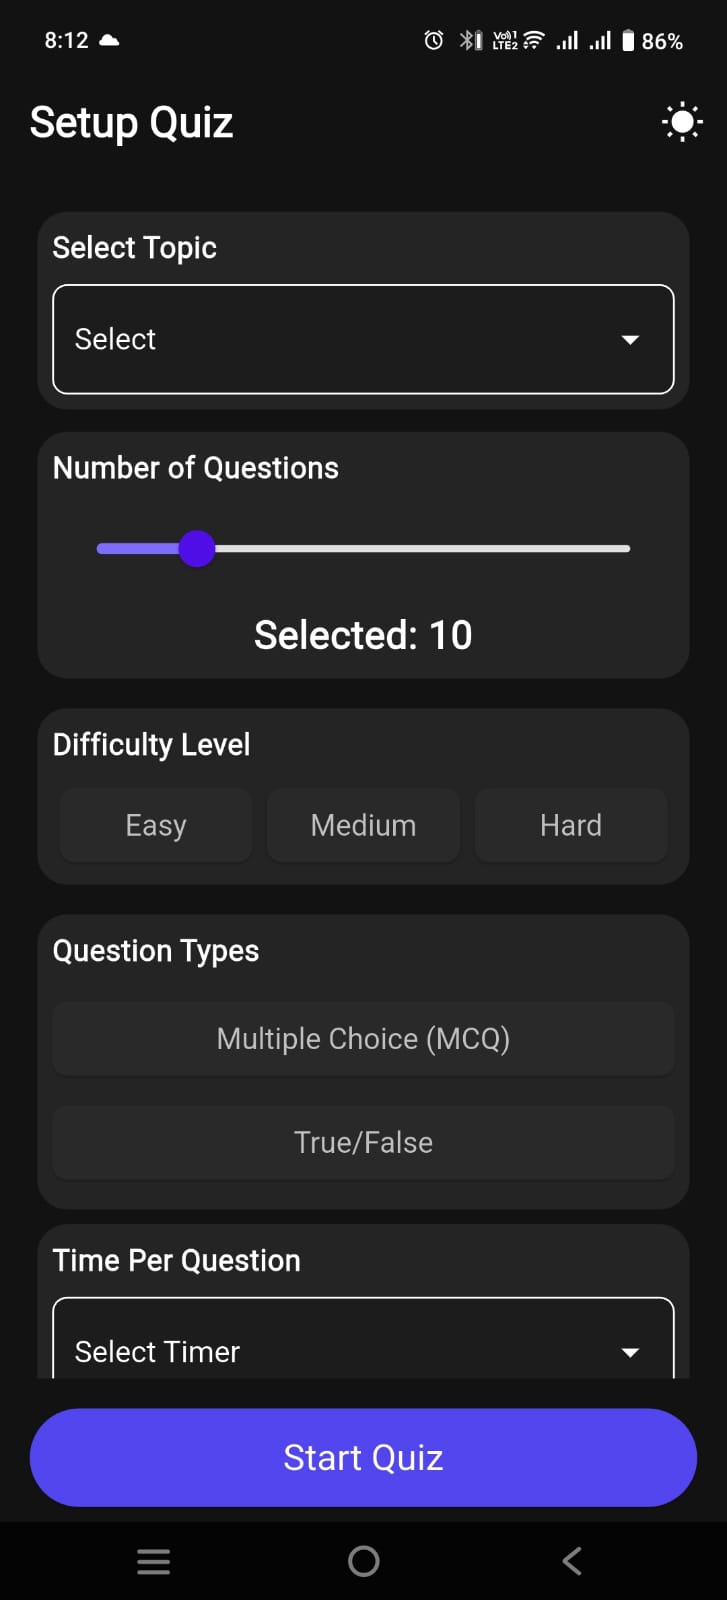 8:12
Vo)) 1
LTE2
86%
Setup Quiz
Select Topic
Select
Number of Questions
Selected: 10
Difficulty Level
Easy Medium Hard
Question Types
Multiple Choice (MCQ)
True/False
Time Per Question
Select Timer
Start Quiz